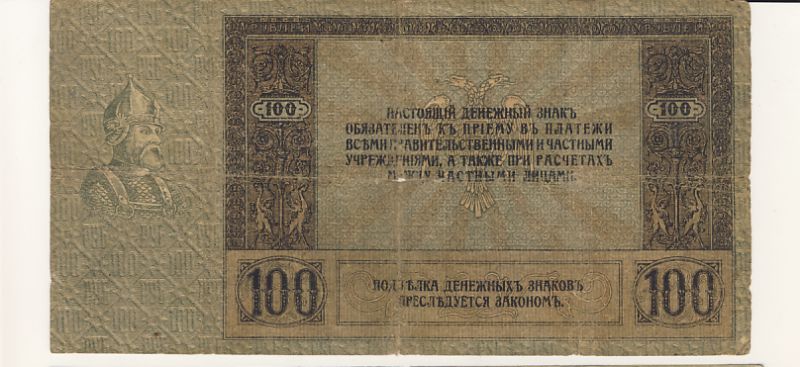 100 100
НАСТОЯЩІЙ ДЕНЕЖНЫЙ ЗНАКЪ
ОБЯЗАТЕЛЕНЪ КЪ ПРІЕМУ ВЪ ПЛАТЕЖИ
ВСѢМИ ПРАВИТЕЛЬСТВЕННЫМИ И ЧАСТНЫМИ
УЧРЕЖДЕНІЯМИ, А ТАКЖЕ ПРИ РАСЧЕТАХЪ
МЕЖДУ ЧАСТНЫМИ ЛИЦАМИ.
100 100
ПОДДѢЛКА ДЕНЕЖНЫХЪ ЗНАКОВЪ
ПРЕСЛѢДУЕТСЯ ЗАКОНОМЪ.